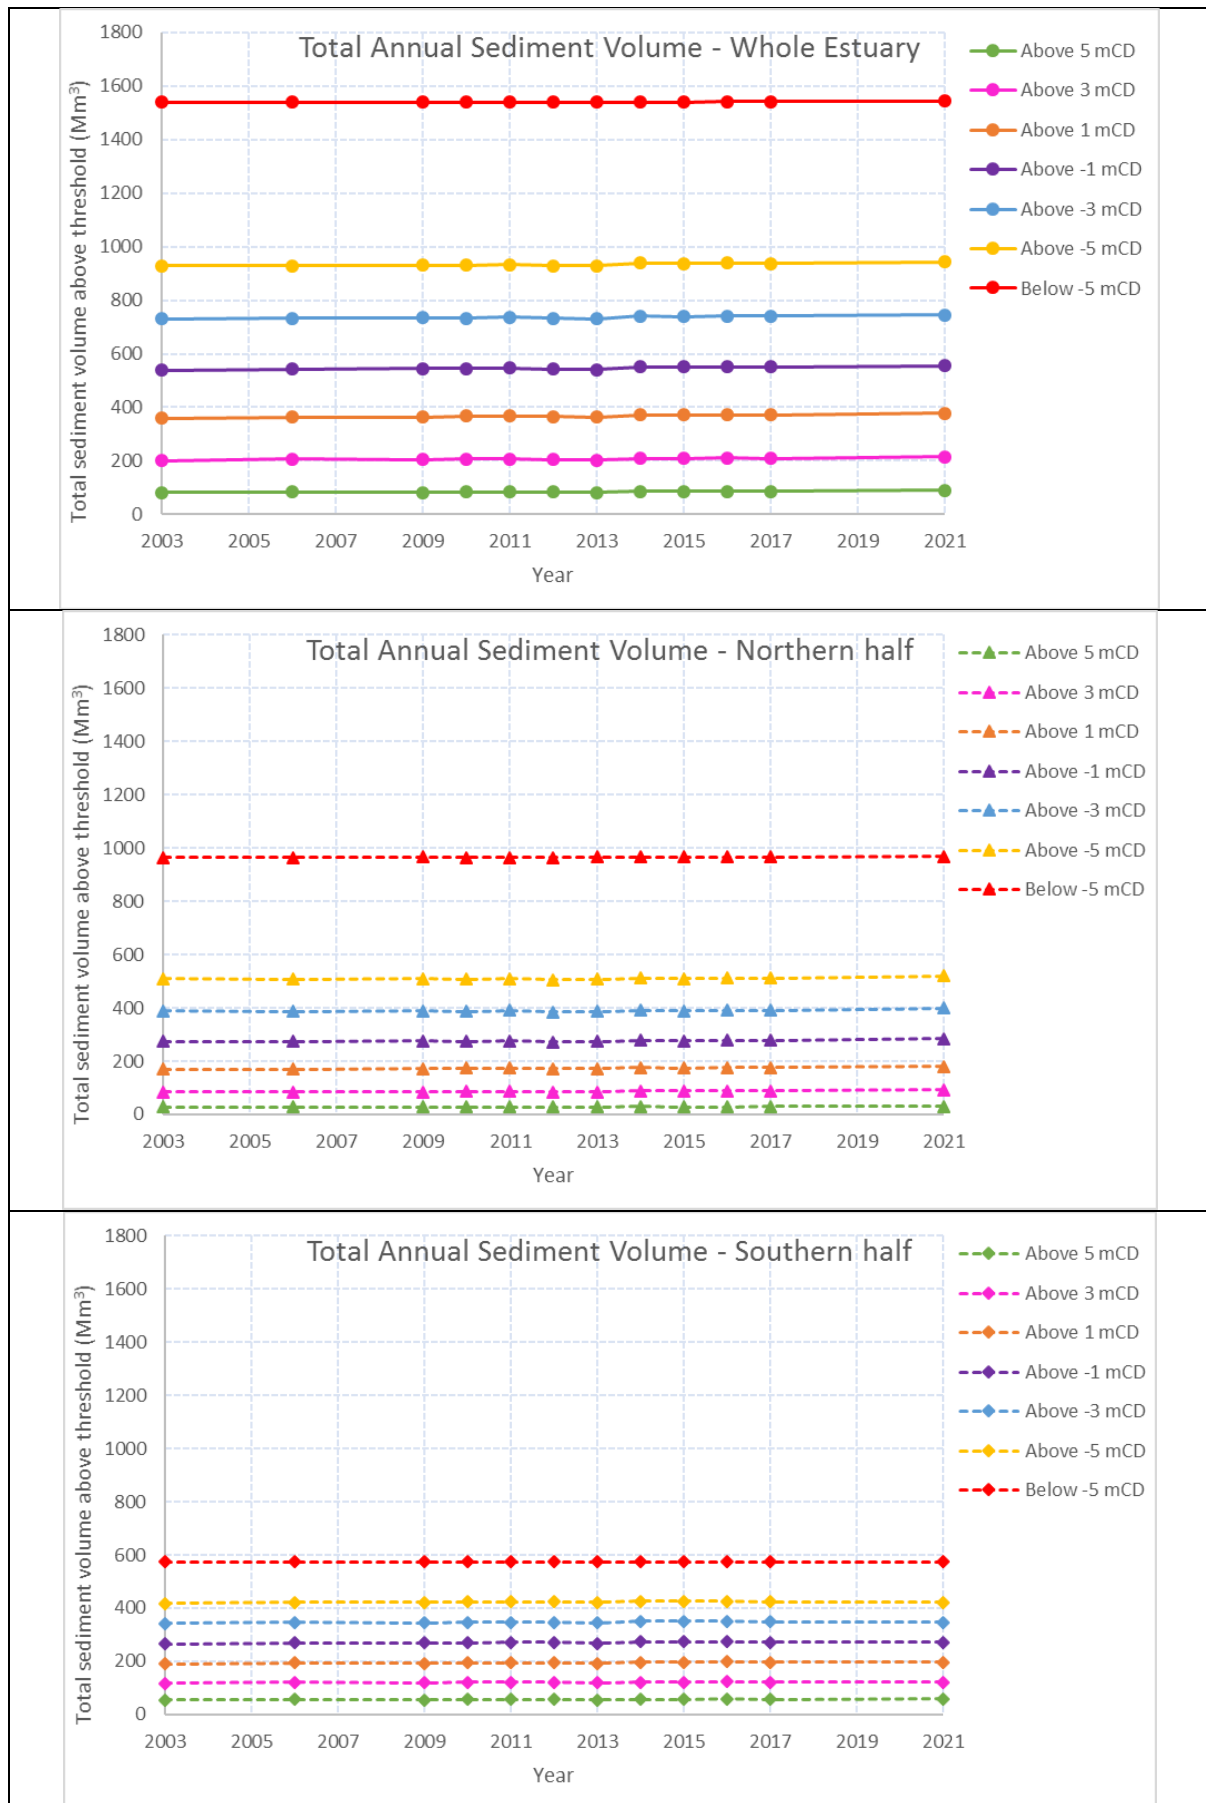 Total Annual Sediment Volume - Whole Estuary
Total sediment volume above threshold (Mm³)
1800
1600
1400
1200
1000
800
600
400
200
0
2003 2005 2007 2009 2011 2013 2015 2017 2019 2021
Year
Above 5 mCD
Above 3 mCD
Above 1 mCD
Above -1 mCD
Above -3 mCD
Above -5 mCD
Below -5 mCD
Total Annual Sediment Volume - Northern half
Total sediment volume above threshold (Mm³)
1800
1600
1400
1200
1000
800
600
400
200
0
2003 2005 2007 2009 2011 2013 2015 2017 2019 2021
Year
Above 5 mCD
Above 3 mCD
Above 1 mCD
Above -1 mCD
Above -3 mCD
Above -5 mCD
Below -5 mCD
Total Annual Sediment Volume - Southern half
Total sediment volume above threshold (Mm³)
1800
1600
1400
1200
1000
800
600
400
200
0
2003 2005 2007 2009 2011 2013 2015 2017 2019 2021
Year
Above 5 mCD
Above 3 mCD
Above 1 mCD
Above -1 mCD
Above -3 mCD
Above -5 mCD
Below -5 mCD